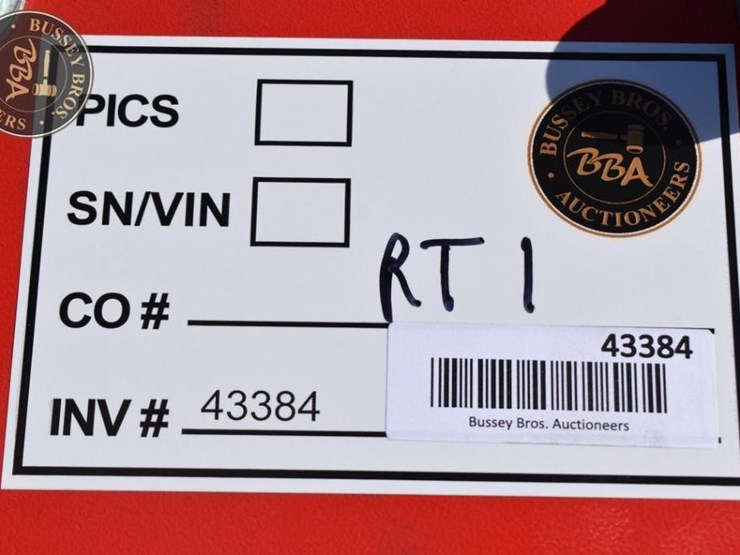 BUSSEY BROS.
BBA
ERS
PICS
BUSSEY BROS.
BBA
AUCTIONEERS
SN/VIN
RT 1
CO #
43384
INV # 43384
Bussey Bros. Auctioneers